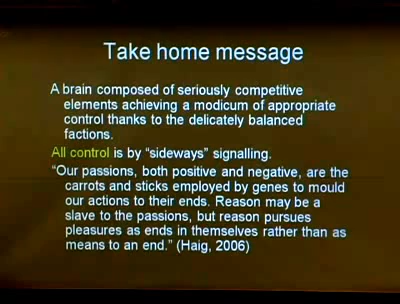 Take home message
A brain composed of seriously competitive
elements achieving a modicum of appropriate
control thanks to the delicately balanced
factions.
All control is by “sideways” signalling.
“Our passions, both positive and negative, are the
carrots and sticks employed by genes to mould
our actions to their ends. Reason may be a
slave to the passions, but reason pursues
pleasures as ends in themselves rather than as
means to an end.” (Haig, 2006)